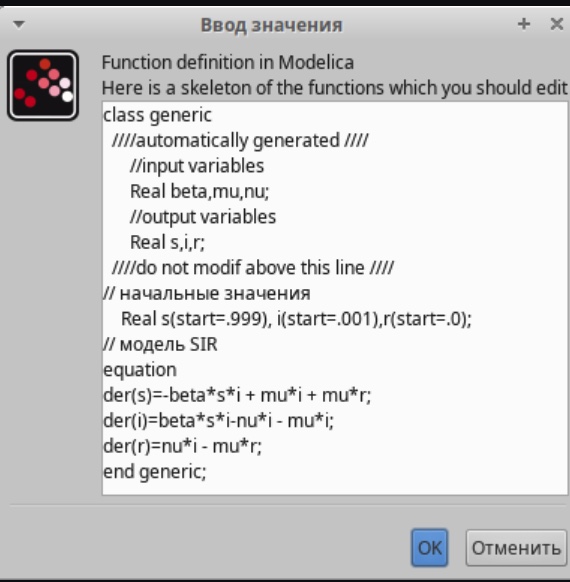 Ввод значения
Function definition in Modelica
Here is a skeleton of the functions which you should edit
class generic
////automatically generated ////
//input variables
Real beta,mu,nu;
//output variables
Real s,i,r;
////do not modif above this line ////
// начальные значения
Real s(start=.999), i(start=.001),r(start=.0);
// модель SIR
equation
der(s)=-beta*s*i + mu*i + mu*r;
der(i)=beta*s*i-nu*i - mu*i;
der(r)=nu*i - mu*r;
end generic;
OK Отменить